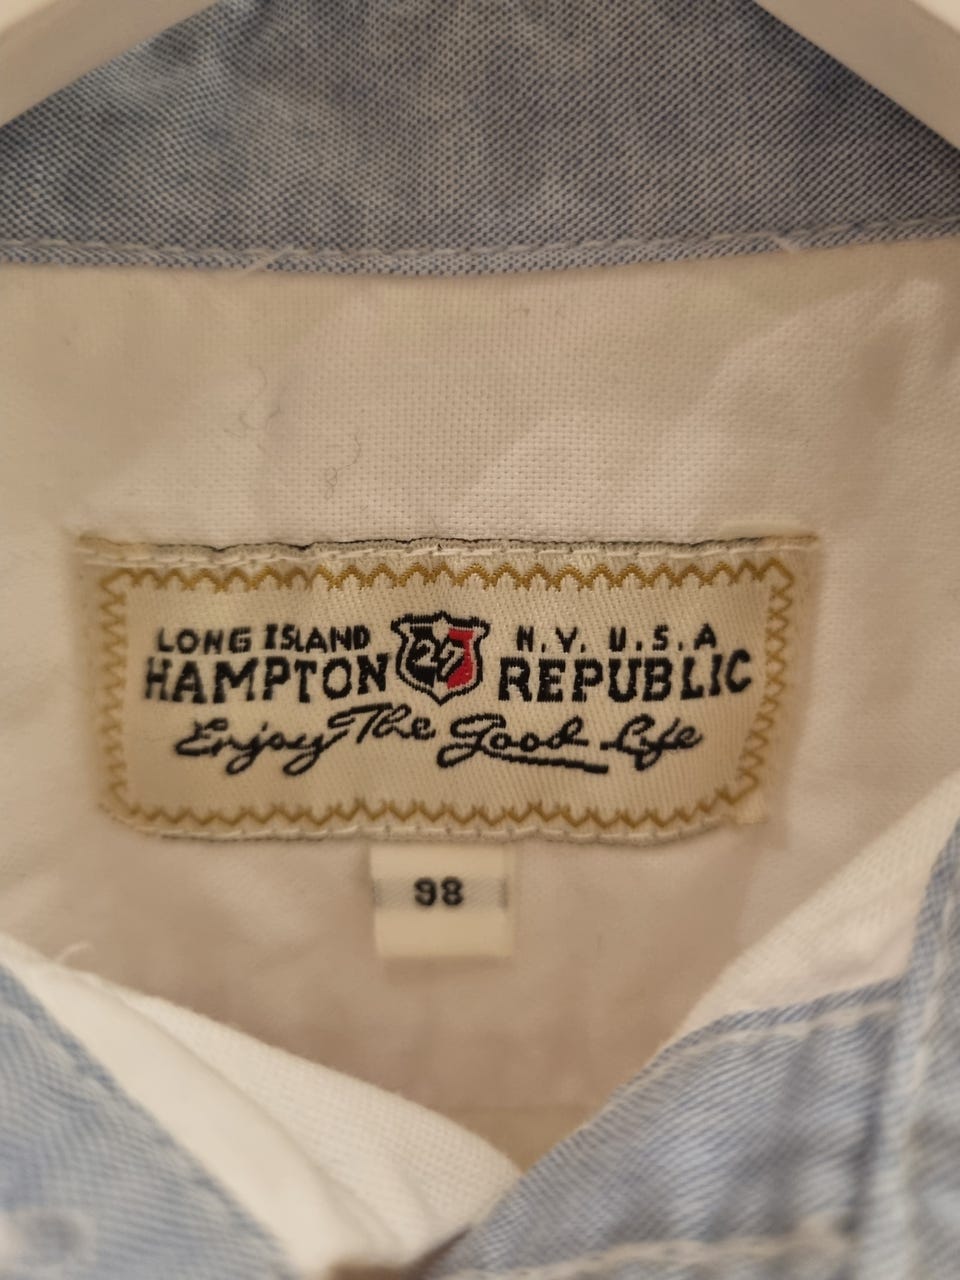 LONG ISLAND N.Y. U.S.A
HAMPTON 27 REPUBLIC
Enjoy The Good Life
98